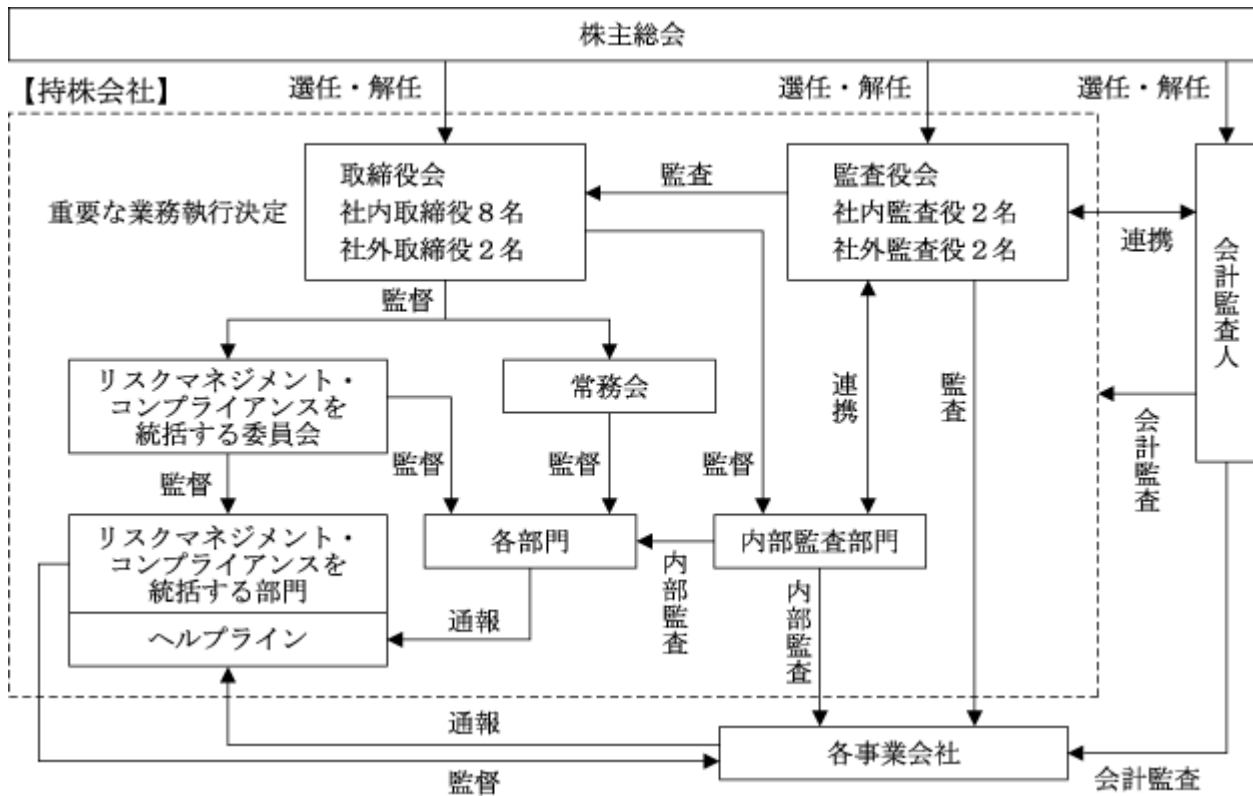 株主総会
【持株会社】
選任・解任
選任・解任
選任・解任
重要な業務執行決定
取締役会
社内取締役8名
社外取締役2名
監査
監査役会
社内監査役2名
社外監査役2名
連携
会計監査人
監督
リスクマネジメント・
コンプライアンスを
統括する委員会
常務会
連携
監査
会計監査
監督
監督
監督
監督
リスクマネジメント・
コンプライアンスを
統括する部門
ヘルプライン
各部門
内部監査部門
通報
内部監査
内部監査
通報
各事業会社
監督
会計監査